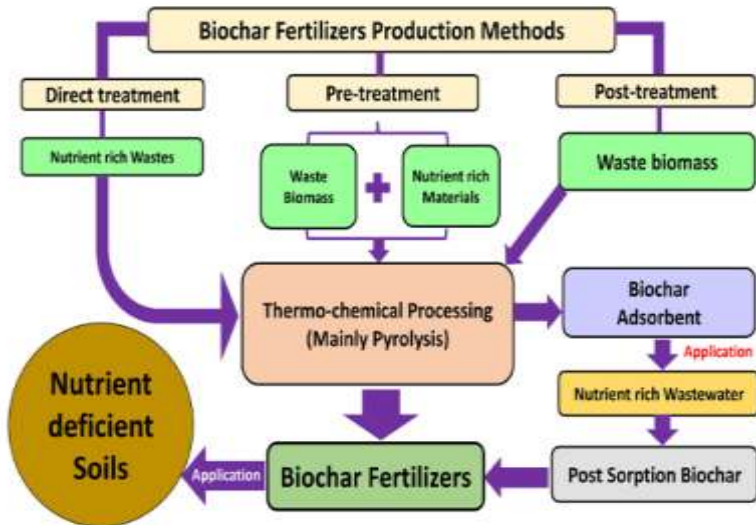 Biochar Fertilizers Production Methods
Direct treatment
Pre-treatment
Post-treatment
Nutrient rich Wastes
Waste
Biomass
Nutrient rich
Materials
Waste biomass
Thermo-chemical Processing
(Mainly Pyrolysis)
Biochar
Adsorbent
Application
Nutrient rich Wastewater
Post Sorption Biochar
Biochar Fertilizers
Application
Nutrient
deficient
Soils